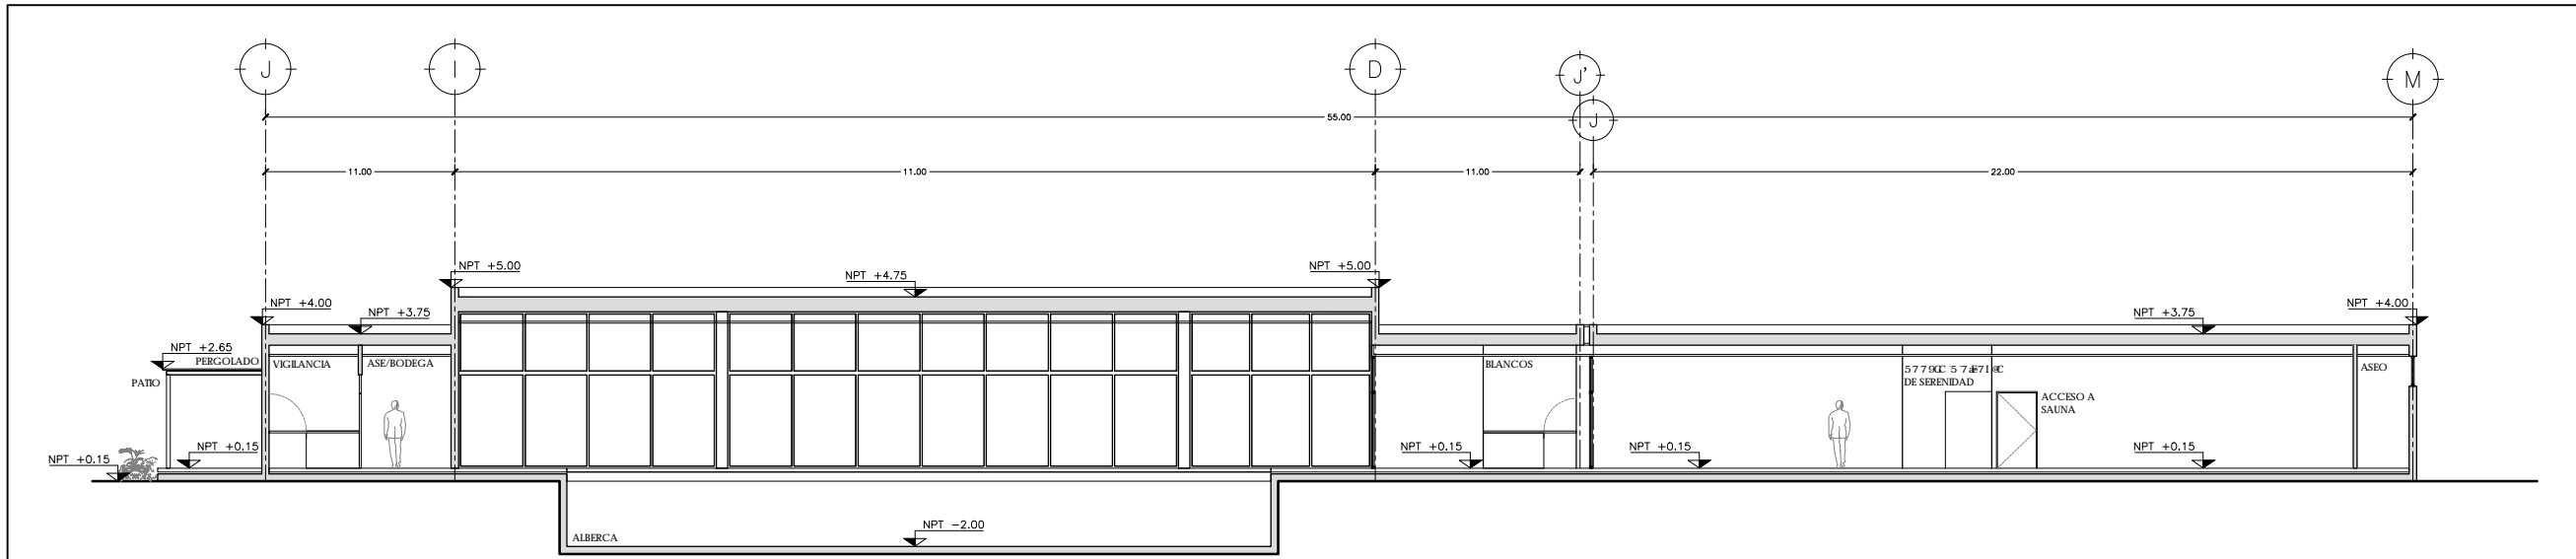 J
I
D
J'
J
M
55.00
11.00
11.00
11.00
22.00
NPT +5.00
NPT +4.75
NPT +5.00
NPT +4.00
NPT +3.75
NPT +3.75
NPT +4.00
NPT +2.65
PERGOLADO
PATIO
VIGILANCIA
ASE/BODEGA
BLANCOS
DE SERENIDAD
ASEO
ACCESO A
SAUNA
NPT +0.15
NPT +0.15
NPT +0.15
NPT +0.15
NPT +0.15
ALBERCA
NPT -2.00